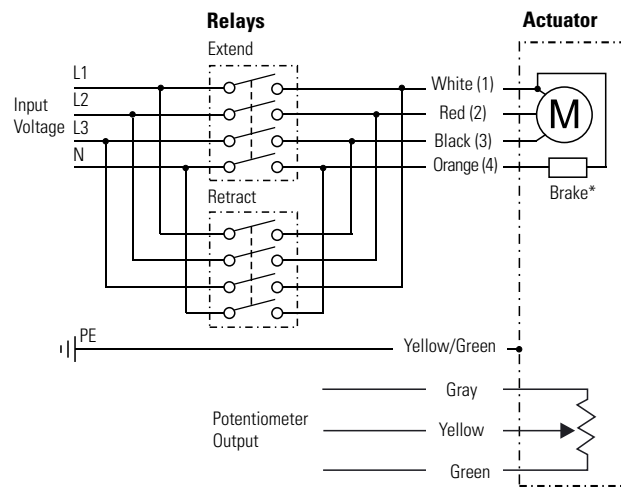 Relays
Actuator
Extend
L1
White (1)
Input
Voltage
L2
Red (2)
M
L3
Black (3)
N
Orange (4)
Brake*
Retract
PE
Yellow/Green
Gray
Potentiometer
Output
Yellow
Green